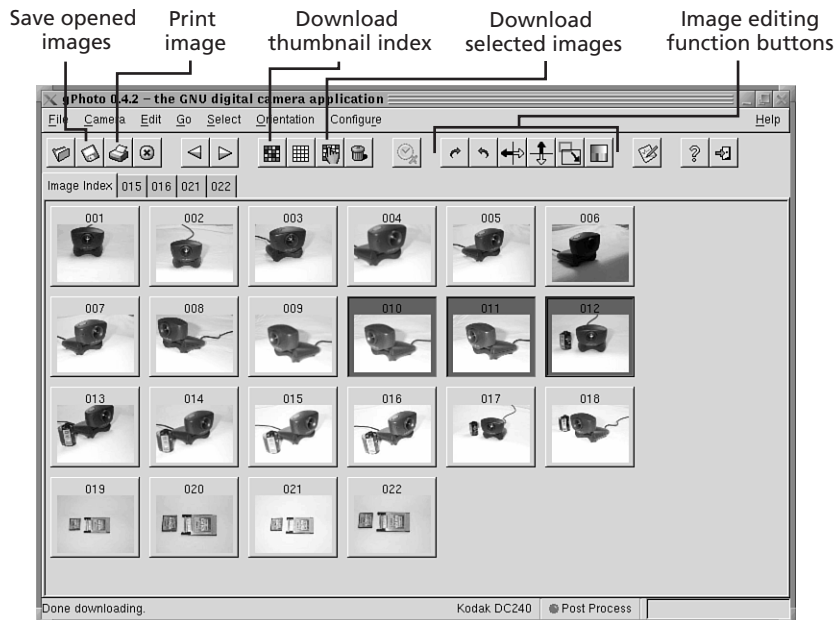 Save opened images
Print image
Download thumbnail index
Download selected images
Image editing function buttons
gPhoto 0.4.2 – the GNU digital camera application
File Camera Edit Go Select Orientation Configure Help
Image Index 015 016 021 022
001 002 003 004 005 006
007 008 009 010 011 012
013 014 015 016 017 018
019 020 021 022
Done downloading. Kodak DC240 Post Process